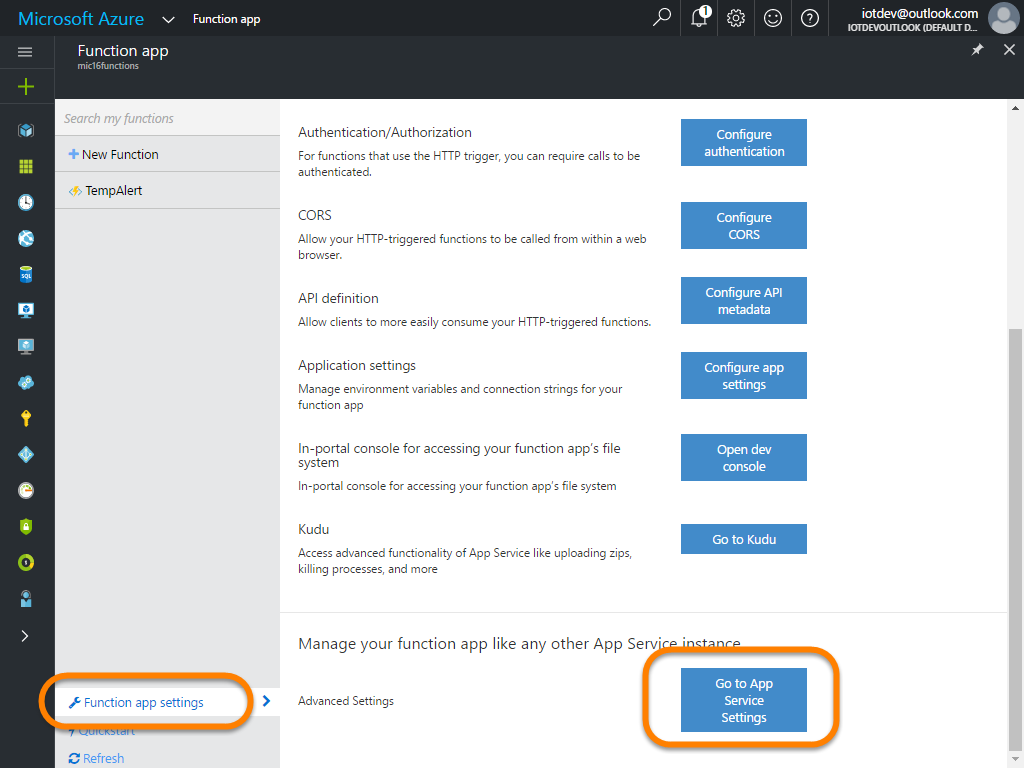 Microsoft Azure
Function app
1
iotdev@outlook.com
IOTDEVOUTLOOK (DEFAULT D...
Function app
mic16functions
Search my functions
New Function
TempAlert
Authentication/Authorization
For functions that use the HTTP trigger, you can require calls to be
authenticated.
Configure
authentication
CORS
Allow your HTTP-triggered functions to be called from within a web
browser.
Configure
CORS
API definition
Allow clients to more easily consume your HTTP-triggered functions.
Configure API
metadata
Application settings
Manage environment variables and connection strings for your
function app
Configure app
settings
In-portal console for accessing your function app's file
system
In-portal console for accessing your function app's file system
Open dev
console
Kudu
Access advanced functionality of App Service like uploading zips,
killing processes, and more
Go to Kudu
Manage your function app like any other App Service instance
Advanced Settings
Go to App
Service
Settings
Function app settings
Quickstart
Refresh
SQL